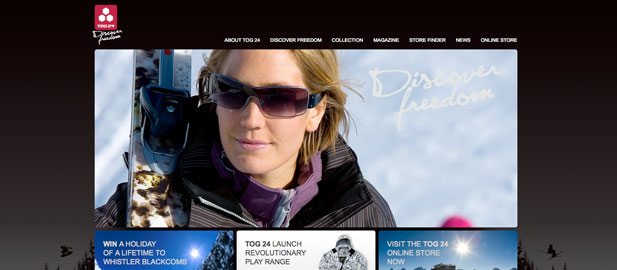 TOG 24
Discover
freedom
ABOUT TOG 24 DISCOVER FREEDOM COLLECTION MAGAZINE STORE FINDER NEWS ONLINE STORE
Discover
freedom
WIN A HOLIDAY
OF A LIFETIME TO
WHISTLER BLACKCOMB
TOG 24 LAUNCH
REVOLUTIONARY
PLAY RANGE
VISIT THE TOG 24
ONLINE STORE
NOW